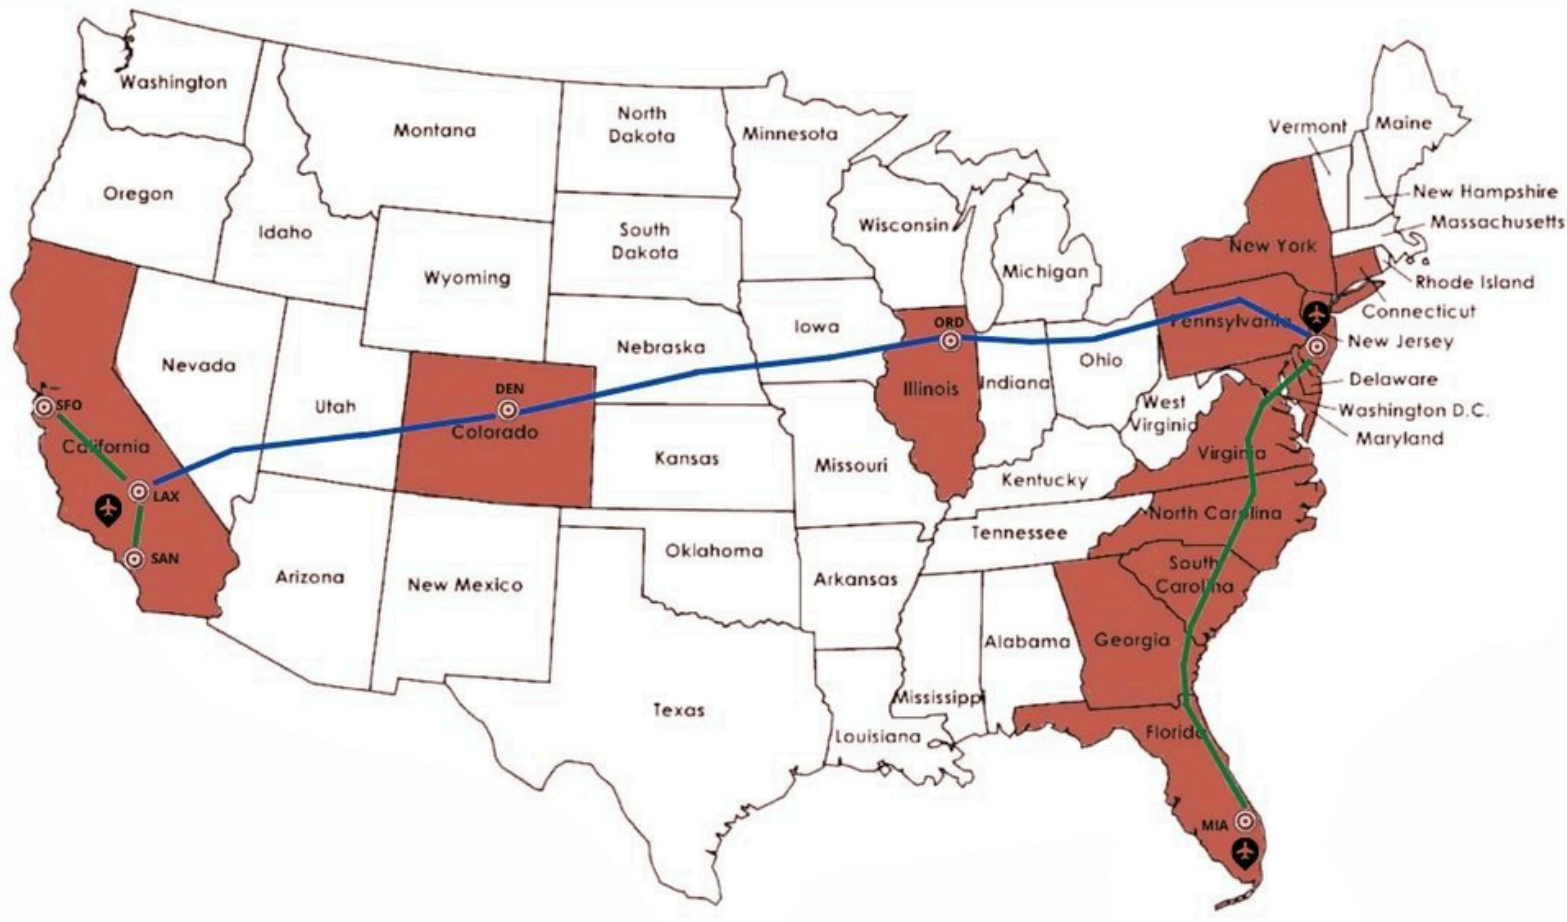 Washington
Montana
North
Dakota
Minnesota
Vermont
Maine
Oregon
Idaho
South
Dakota
Wisconsin
New Hampshire
Massachusetts
New York
Wyoming
Michigan
Rhode Island
Connecticut
Iowa
ORD
Pennsylvania
New Jersey
Nevada
Nebraska
Ohio
Delaware
Utah
DEN
Illinois
Indiana
West
Virginia
Washington D.C.
Maryland
SFO
California
Colorado
Kansas
Missouri
Kentucky
Virginia
LAX
North Carolina
Tennessee
SAN
Arizona
New Mexico
Oklahoma
Arkansas
South
Carolina
Alabama
Georgia
Mississippi
Texas
Louisiana
Florida
MIA